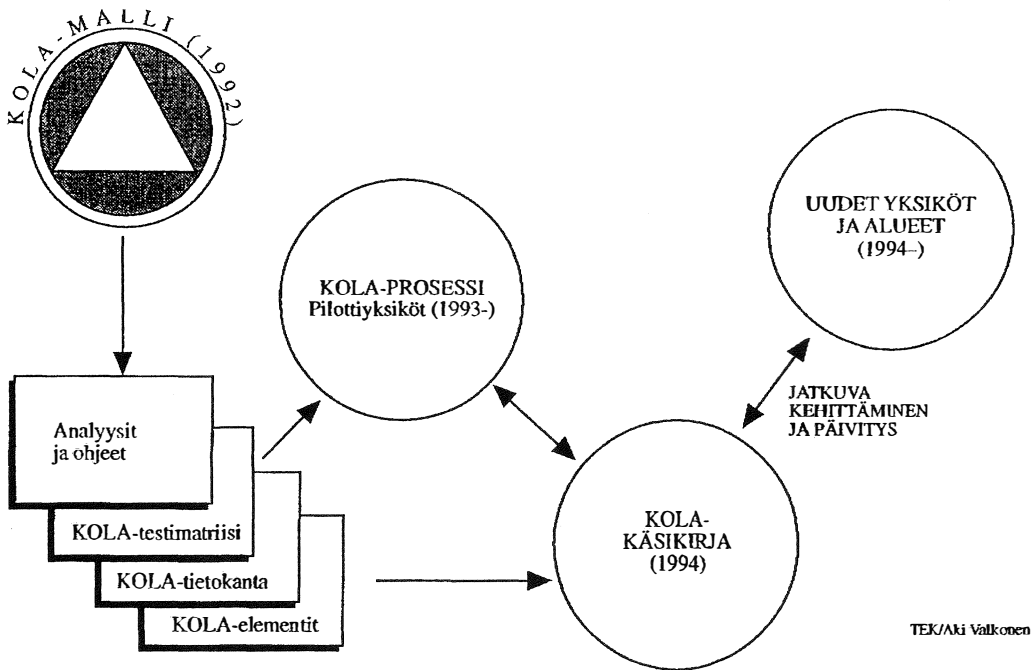 KOLA-MALLI (1992)
UUDET YKSIKÖT
JA ALUEET
(1994-)
KOLA-PROSESSI
Pilottiyksiköt (1993-)
JATKUVA
KEHITTÄMINEN
JA PÄIVITYS
Analyysit
ja ohjeet
KOLA-testimatriisi
KOLA-tietokanta
KOLA-elementit
KOLA-
KÄSIKIRJA
(1994)
TEK/Aki Valkonen